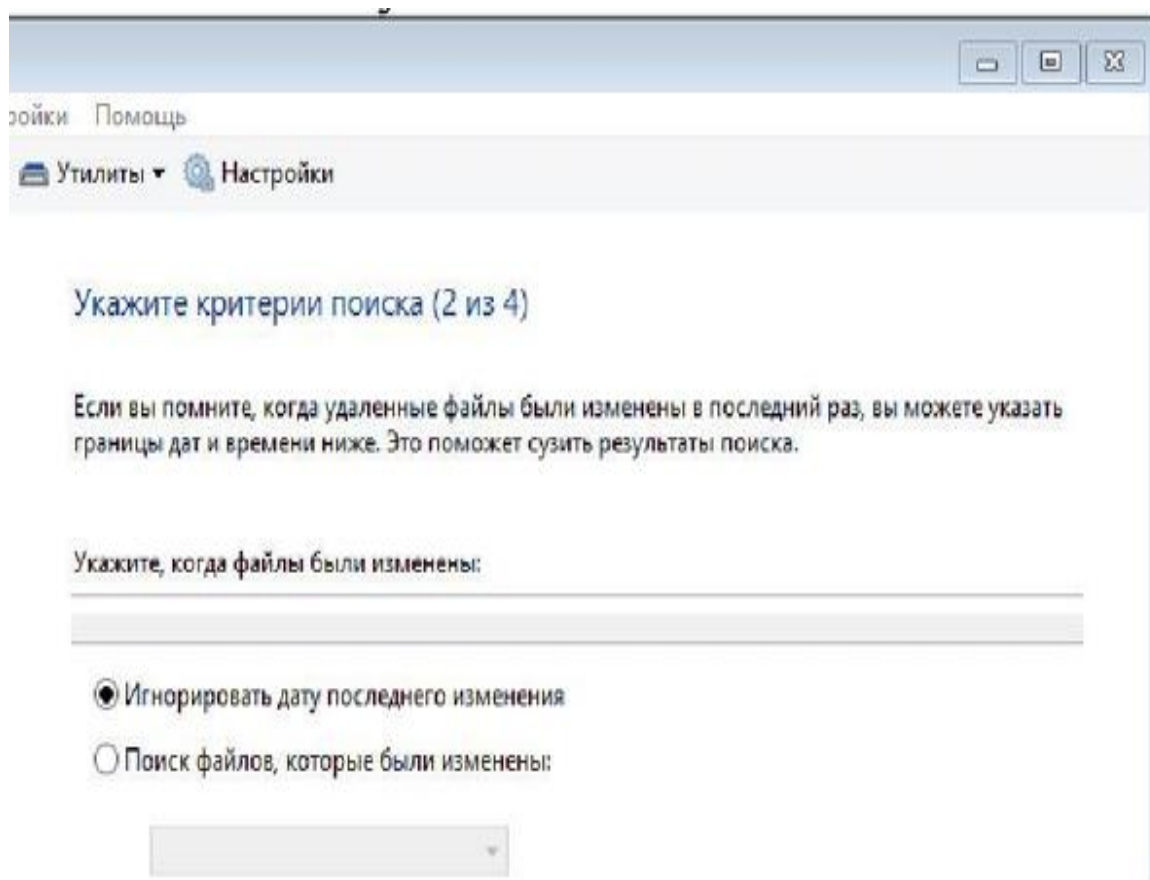 ройки Помощь
Утилиты Настройки
Укажите критерии поиска (2 из 4)
Если вы помните, когда удаленные файлы были изменены в последний раз, вы можете указать
границы дат и времени ниже. Это поможет сузить результаты поиска.
Укажите, когда файлы были изменены:
Игнорировать дату последнего изменения
Поиск файлов, которые были изменены: